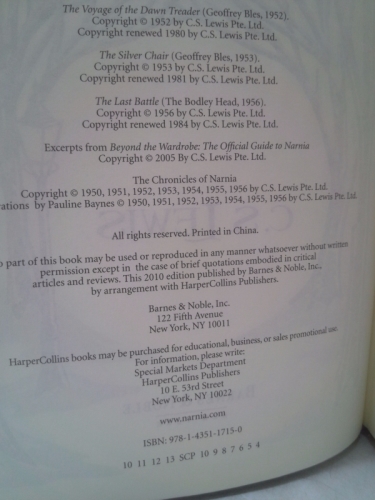 The Voyage of the Dawn Treader (Geoffrey Bles, 1952).
Copyright © 1952 by C.S. Lewis Pte. Ltd.
Copyright renewed 1980 by C.S. Lewis Pte. Ltd.
The Silver Chair (Geoffrey Bles, 1953).
Copyright © 1953 by C.S. Lewis Pte. Ltd.
Copyright renewed 1981 by C.S. Lewis Pte. Ltd.
The Last Battle (The Bodley Head, 1956).
Copyright © 1956 by C.S. Lewis Pte. Ltd.
Copyright renewed 1984 by C.S. Lewis Pte. Ltd.
Excerpts from Beyond the Wardrobe: The Official Guide to Narnia
Copyright © 2005 By C.S. Lewis Pte. Ltd.
The Chronicles of Narnia
Copyright © 1950, 1951, 1952, 1953, 1954, 1955, 1956 by C.S. Lewis Pte. Ltd.
rations by Pauline Baynes © 1950, 1951, 1952, 1953, 1954, 1955, 1956 by C.S. Lewis Pte. Ltd.
All rights reserved. Printed in China.
o part of this book may be used or reproduced in any manner whatsoever without written
permission except in the case of brief quotations embodied in critical
articles and reviews. This 2010 edition published by Barnes & Noble, Inc.,
by arrangement with HarperCollins Publishers.
Barnes & Noble, Inc.
122 Fifth Avenue
New York, NY 10011
HarperCollins books may be purchased for educational, business, or sales promotional use.
For information, please write:
Special Markets Department
HarperCollins Publishers
10 E. 53rd Street
New York, NY 10022
www.narnia.com
ISBN: 978-1-4351-1715-0
10 11 12 13 SCP 10 9 8 7 6 5 4